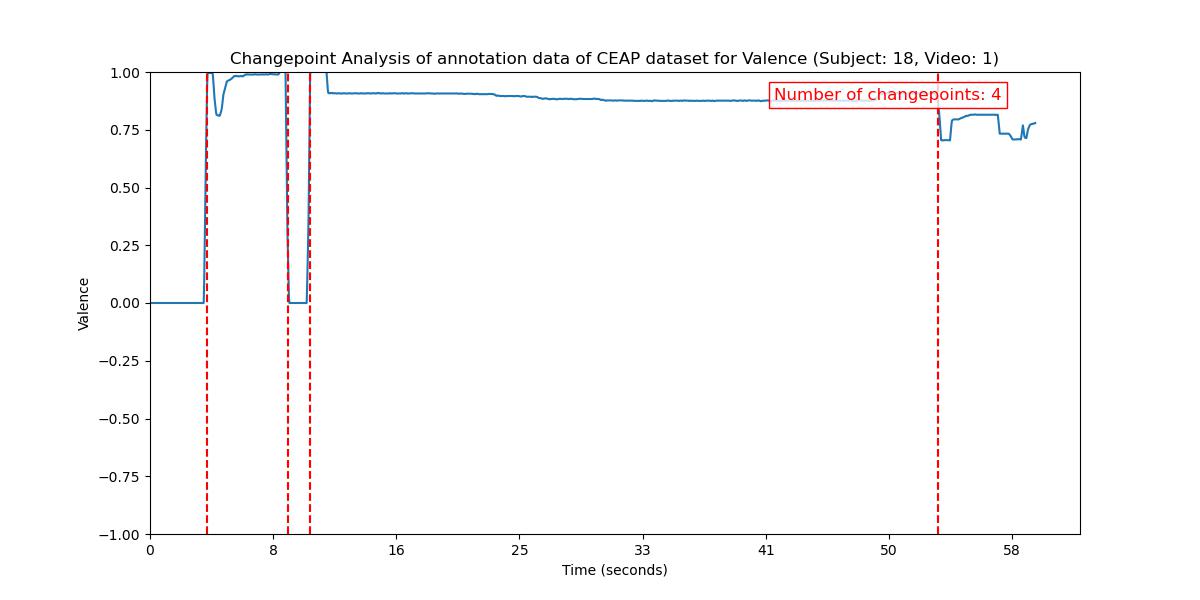 Changepoint Analysis of annotation data of CEAP dataset for Valence (Subject: 18, Video: 1)
Number of changepoints: 4
Valence
1.00
0.75
0.50
0.25
0.00
−0.25
−0.50
−0.75
−1.00
0 8 16 25 33 41 50 58
Time (seconds)